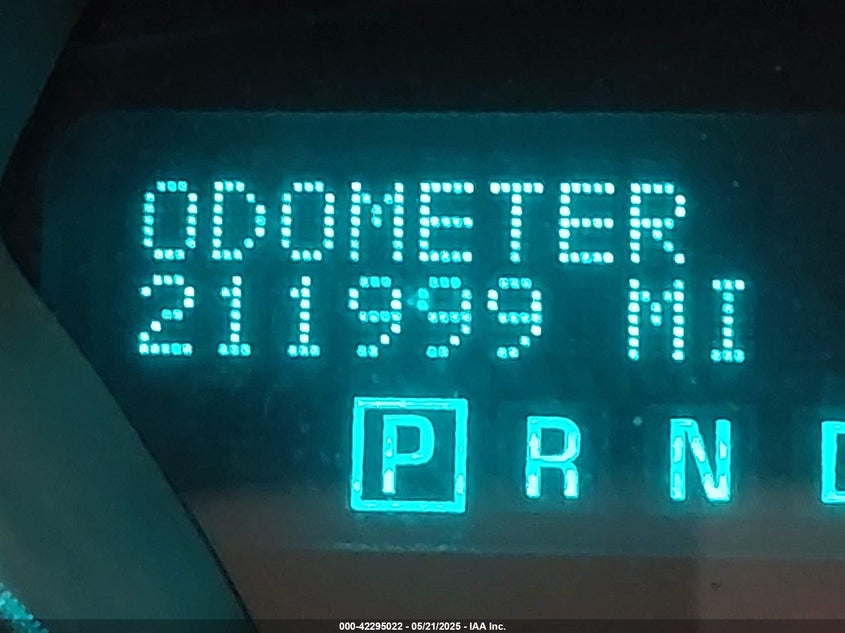 ODOMETER
211999 MI
P R N D
000-42295022 - 05/21/2025 - IAA Inc.